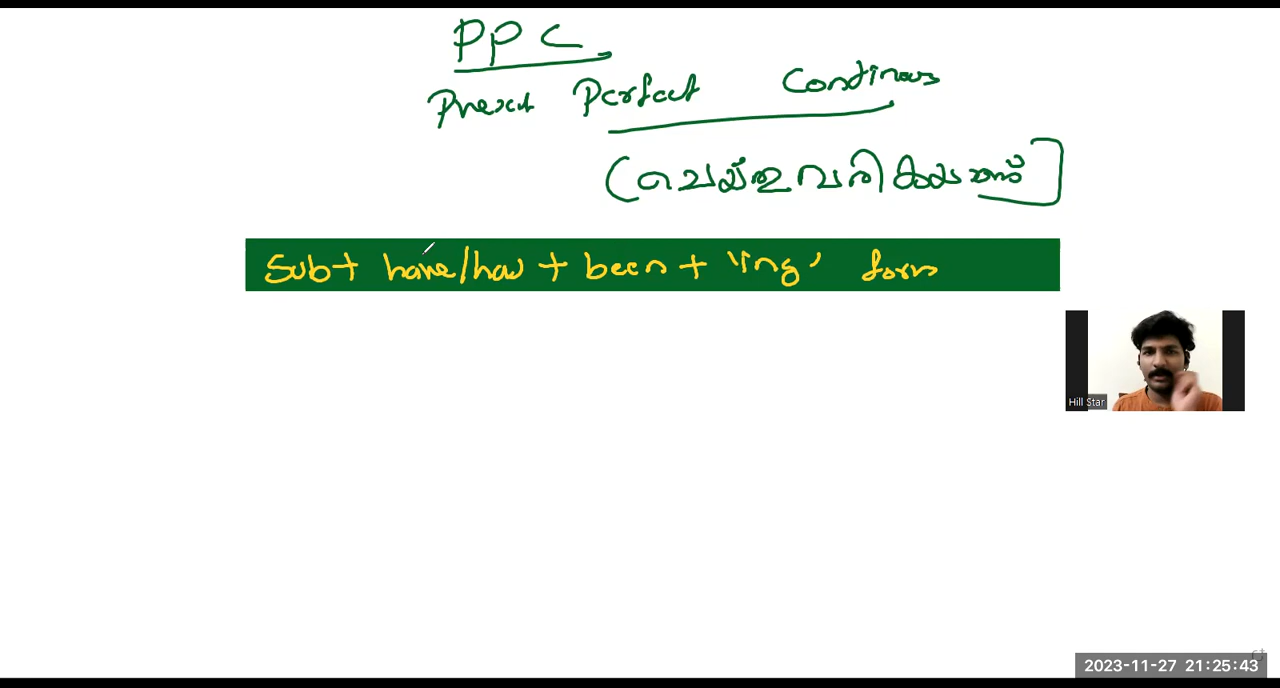 PPC
Present Perfect Continous
(ചെയ്തുവരികയാണ്]
Sub+ have/has + been + 'ing' form
Hill Star
2023-11-27 21:25:43